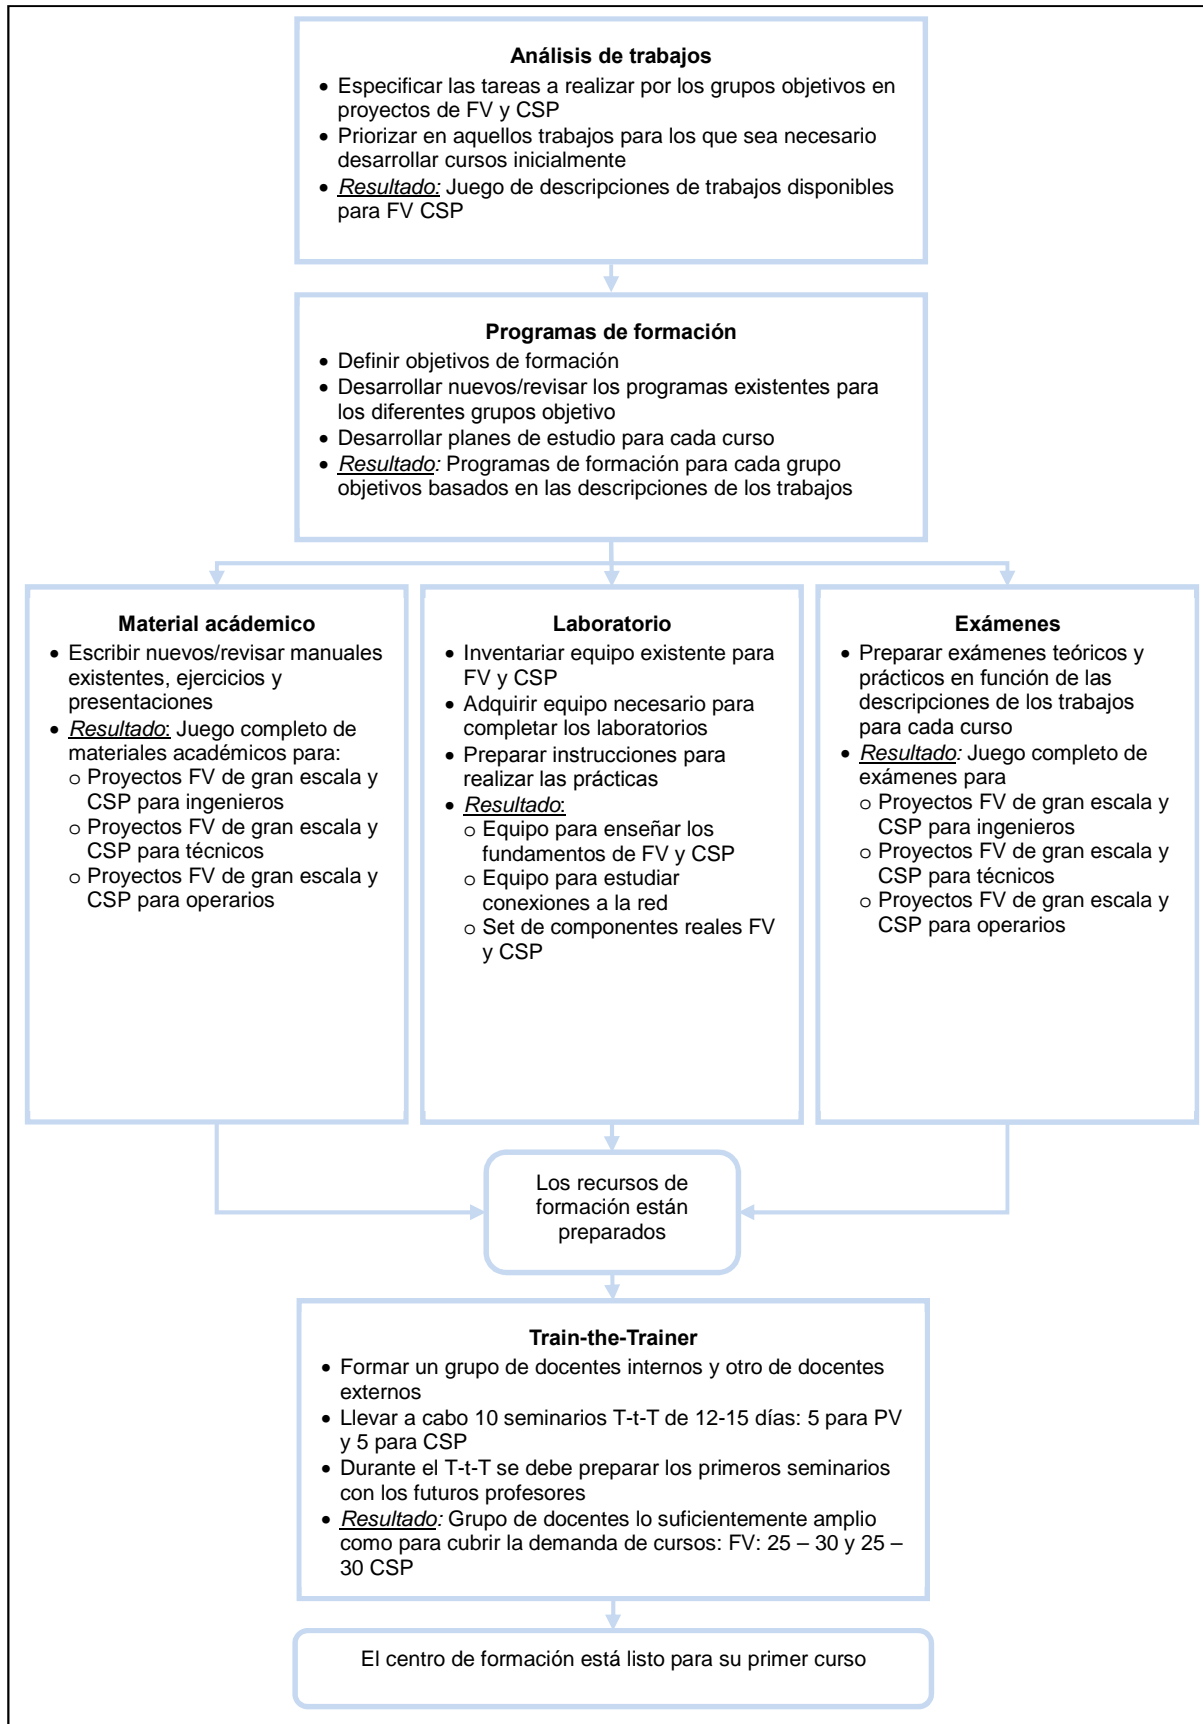 Análisis de trabajos
• Especificar las tareas a realizar por los grupos objetivos en
proyectos de FV y CSP
• Priorizar en aquellos trabajos para los que sea necesario
desarrollar cursos inicialmente
• Resultado: Juego de descripciones de trabajos disponibles
para FV CSP
Programas de formación
• Definir objetivos de formación
• Desarrollar nuevos/revisar los programas existentes para
los diferentes grupos objetivo
• Desarrollar planes de estudio para cada curso
• Resultado: Programas de formación para cada grupo
objetivos basados en las descripciones de los trabajos
Material acádemico
• Escribir nuevos/revisar manuales
existentes, ejercicios y
presentaciones
• Resultado: Juego completo de
materiales académicos para:
o Proyectos FV de gran escala y
CSP para ingenieros
o Proyectos FV de gran escala y
CSP para técnicos
o Proyectos FV de gran escala y
CSP para operarios
Laboratorio
• Inventariar equipo existente para
FV y CSP
• Adquirir equipo necesario para
completar los laboratorios
• Preparar instrucciones para
realizar las prácticas
• Resultado:
o Equipo para enseñar los
fundamentos de FV y CSP
o Equipo para estudiar
conexiones a la red
o Set de componentes reales FV
y CSP
Exámenes
• Preparar exámenes teóricos y
prácticos en función de las
descripciones de los trabajos
para cada curso
• Resultado: Juego completo de
exámenes para
o Proyectos FV de gran escala y
CSP para ingenieros
o Proyectos FV de gran escala y
CSP para técnicos
o Proyectos FV de gran escala y
CSP para operarios
Los recursos de
formación están
preparados
Train-the-Trainer
• Formar un grupo de docentes internos y otro de docentes
externos
• Llevar a cabo 10 seminarios T-t-T de 12-15 días: 5 para PV
y 5 para CSP
• Durante el T-t-T se debe preparar los primeros seminarios
con los futuros profesores
• Resultado: Grupo de docentes lo suficientemente amplio
como para cubrir la demanda de cursos: FV: 25 – 30 y 25 –
30 CSP
El centro de formación está listo para su primer curso